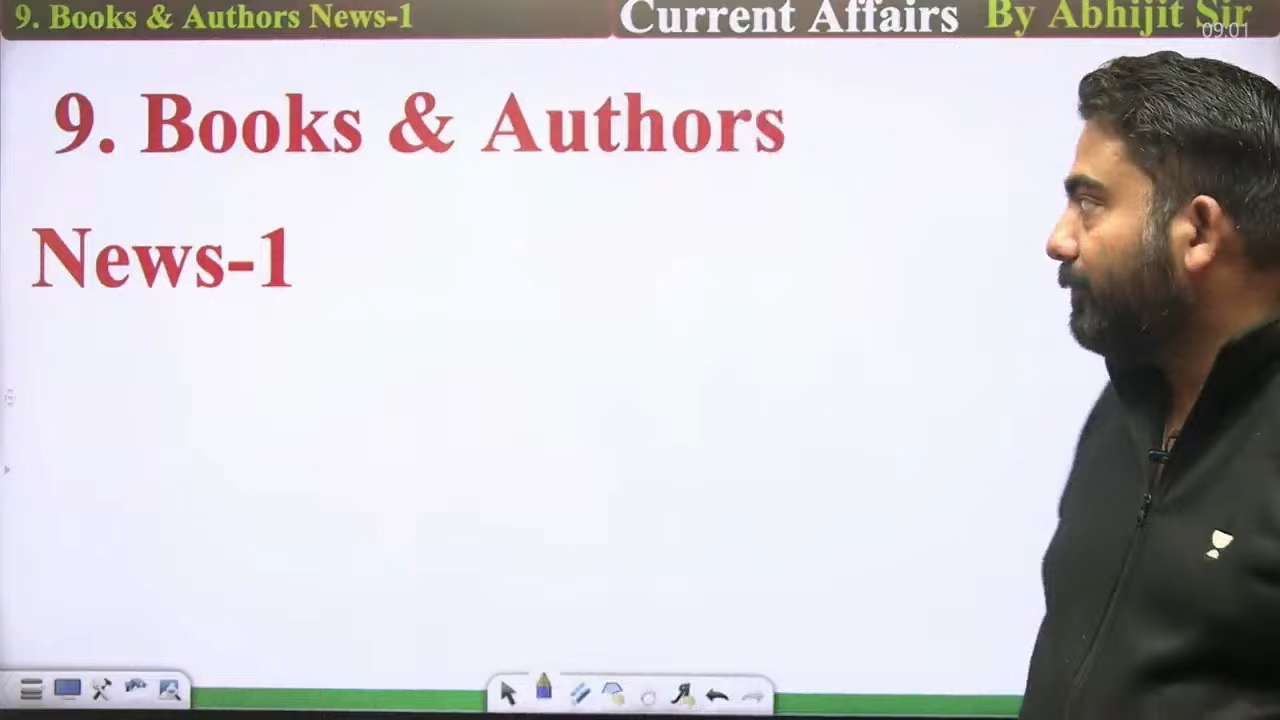 9. Books & Authors News-1
Current Affairs By Abhijit Sir
09:01
9. Books & Authors
News-1